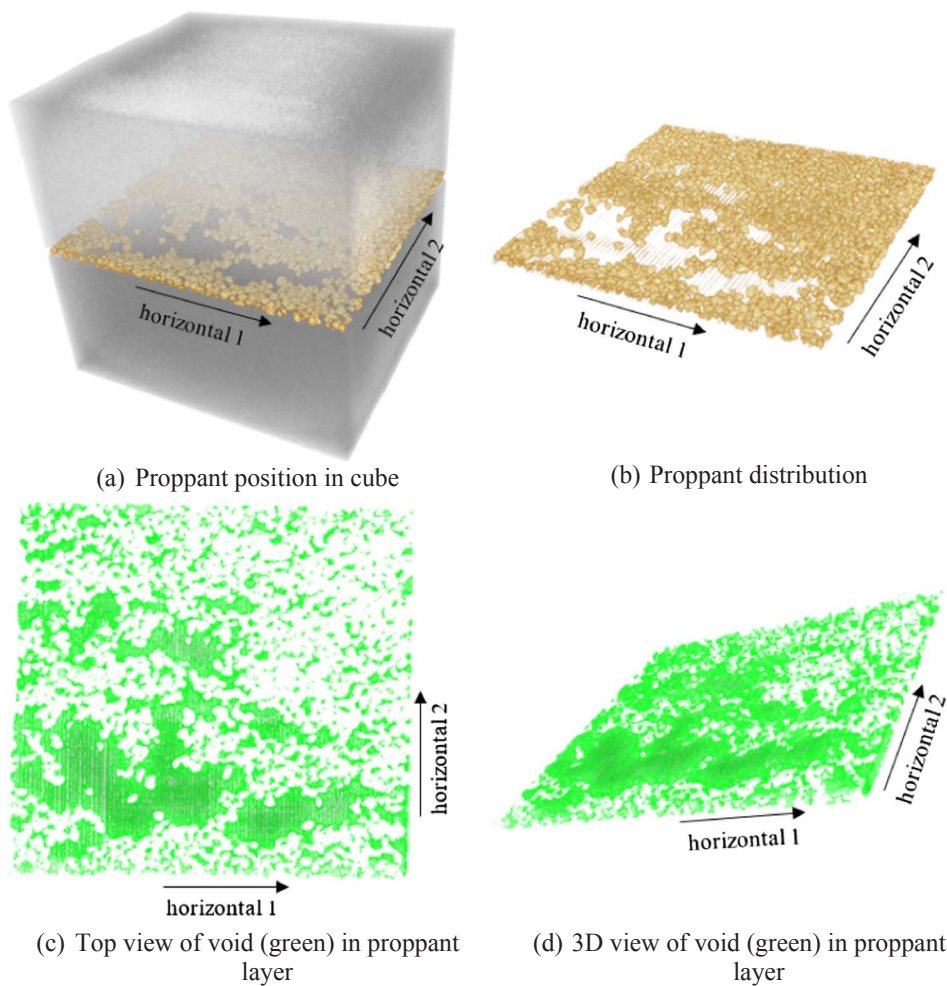 horizontal 1
horizontal 2
horizontal 1
horizontal 2
(a) Proppant position in cube
(b) Proppant distribution
horizontal 2
horizontal 1
horizontal 2
horizontal 1
(c) Top view of void (green) in proppant
layer
(d) 3D view of void (green) in proppant
layer